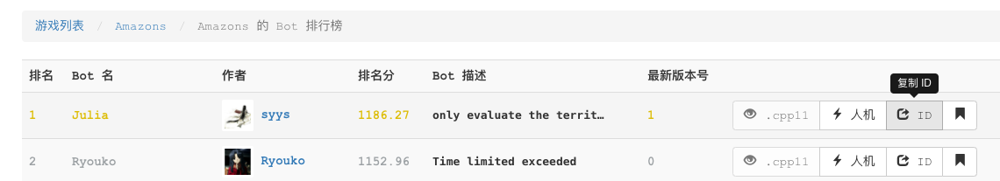 游戏列表 / Amazons / Amazons 的 Bot 排行榜
排名 Bot 名 作者 排名分 Bot 描述 最新版本号
复制 ID
1 Julia syys 1186.27 only evaluate the territ… 1 .cpp11 人机 ID
2 Ryouko Ryouko 1152.96 Time limited exceeded 0 .cpp11 人机 ID